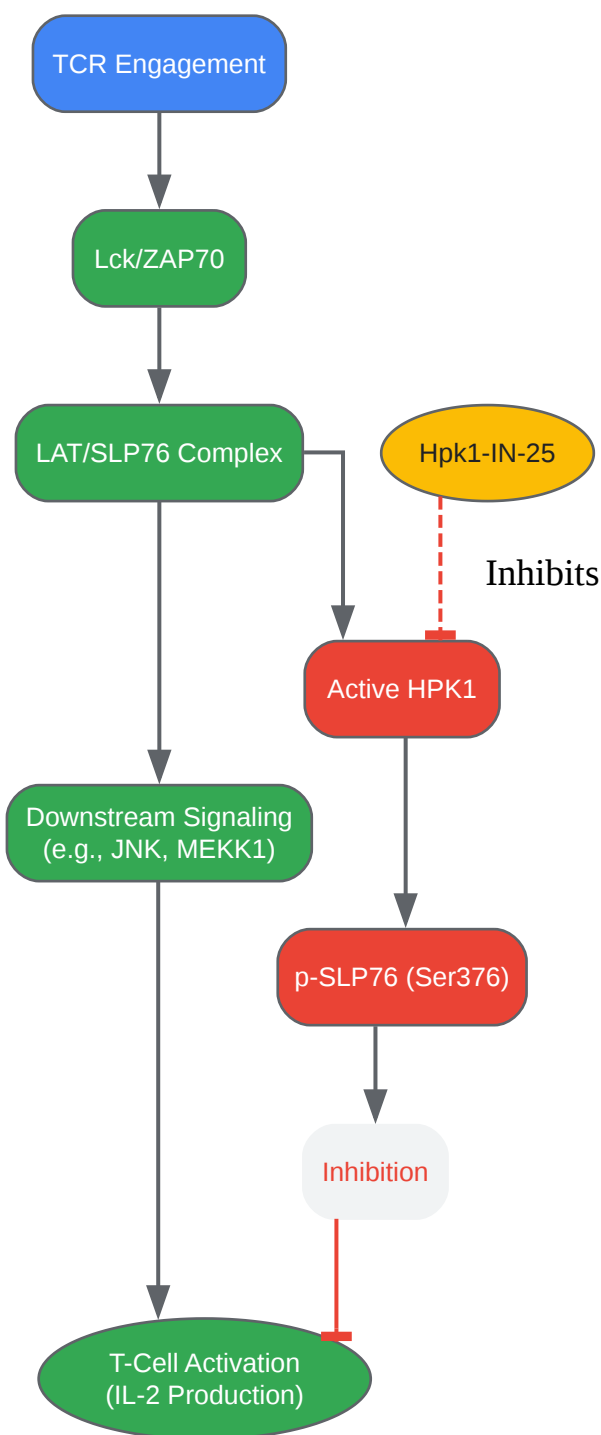 TCR Engagement
Lck/ZAP70
LAT/SLP76 Complex
Hpk1-IN-25
Inhibits
Active HPK1
Downstream Signaling
(e.g., JNK, MEKK1)
p-SLP76 (Ser376)
Inhibition
T-Cell Activation
(IL-2 Production)